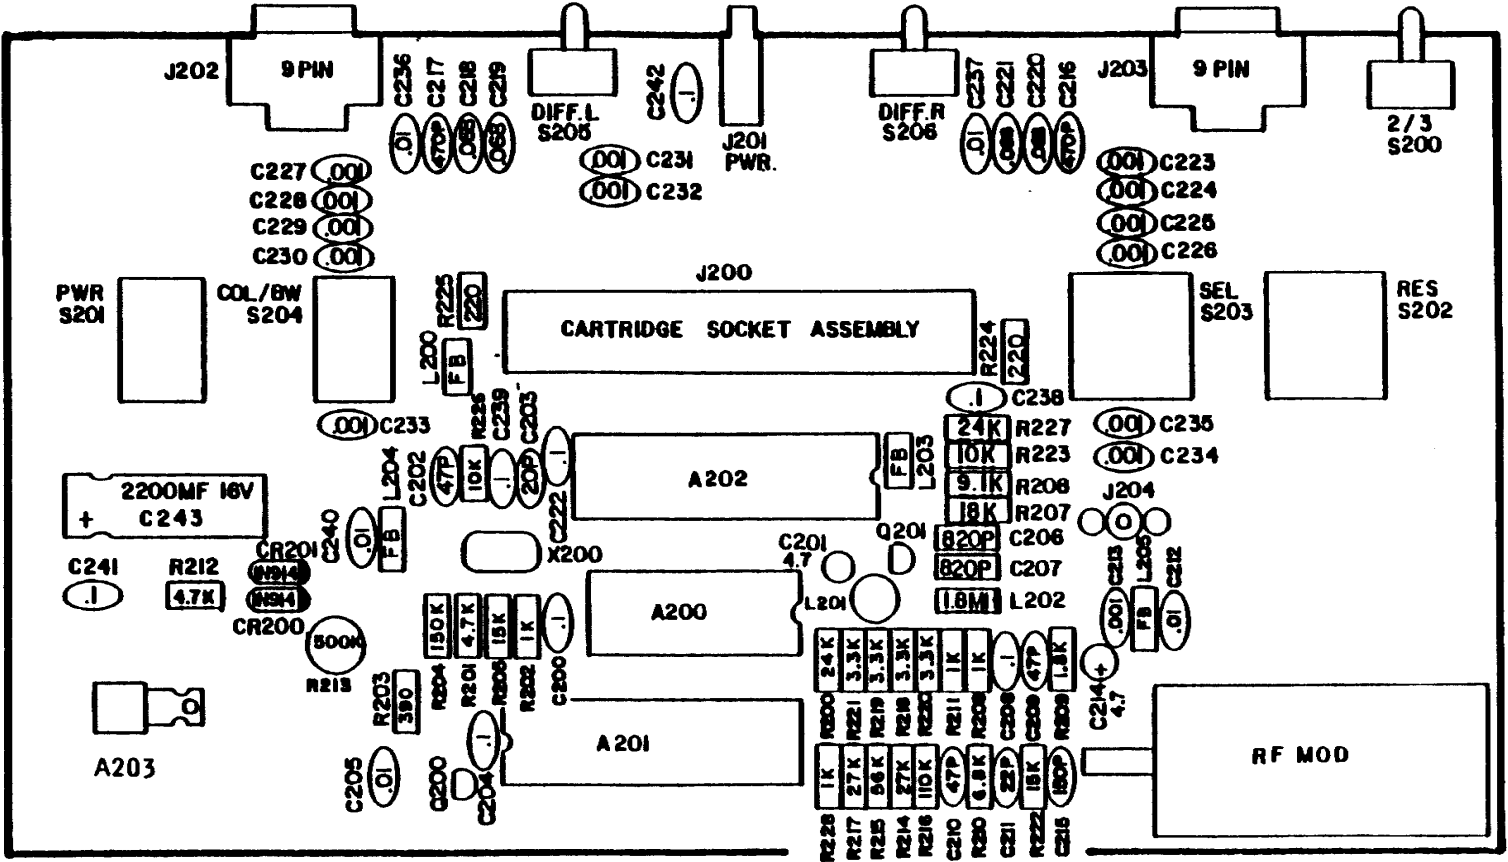 J202
9 PIN
C236
C217
C218
C219
.01
470P
.068
.068
DIFF.L
S205
C242
.1
J201
PWR.
DIFF.R
S206
C237
C221
C220
C216
.01
.068
.068
470P
J203
9 PIN
2/3
S200
C227
.001
C228
.001
C229
.001
C230
.001
.001
C231
.001
C232
.001
C223
.001
C224
.001
C225
.001
C226
PWR
S201
COL/BW
S204
R225
220
L200
FB
J200
CARTRIDGE SOCKET ASSEMBLY
R224
220
SEL
S203
RES
S202
.001
C233
.1
C238
24K
R227
10K
R223
9.1K
R208
18K
R207
820P
C206
820P
C207
1.8M
L202
.001
C235
.001
C234
J204
2200MF 16V
+
C243
C240
.01
L204
FB
C202
47P
R226
10K
C239
.1
C203
20P
.1
C222
A202
FB
L203
X200
C241
.1
R212
4.7K
CR201
IN914
IN914
CR200
500K
R213
C201
4.7
Q201
L201
A200
150K
4.7K
15K
1K
.1
R204
R201
R205
R202
C200
C213
L205
C212
.001
FB
.01
24K
3.3K
3.3K
3.3K
3.3K
1K
1K
.1
47P
1.8K
+
R200
R221
R219
R218
R220
R211
C208
C209
R209
C214
4.7
R203
390
A203
C205
.01
Q200
.1
C204
A201
1K
27K
56K
27K
110K
47P
6.8K
22P
15K
150P
R228
R217
R215
R214
R216
C210
R210
C211
R222
C215
RF MOD